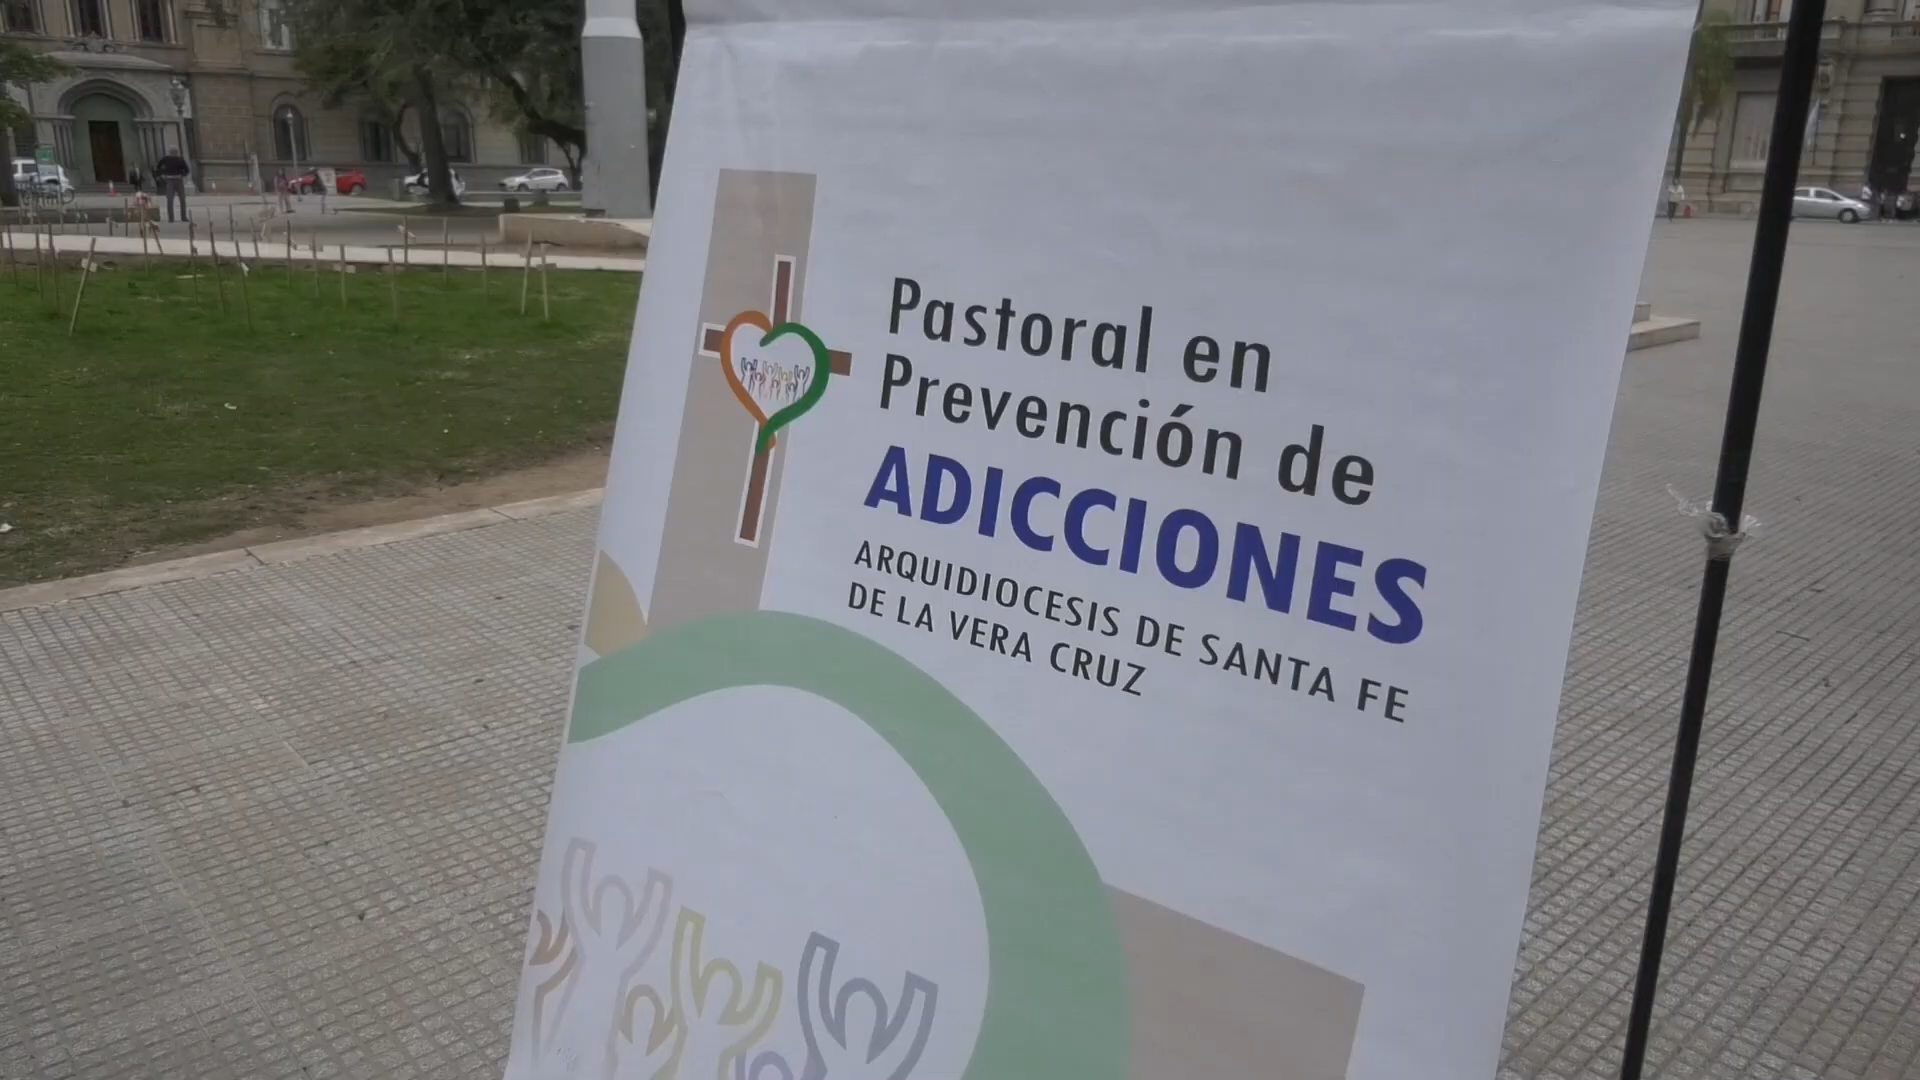 Pastoral en
Prevención de
ADICCIONES
ARQUIDIOCESIS DE SANTA FE
DE LA VERA CRUZ